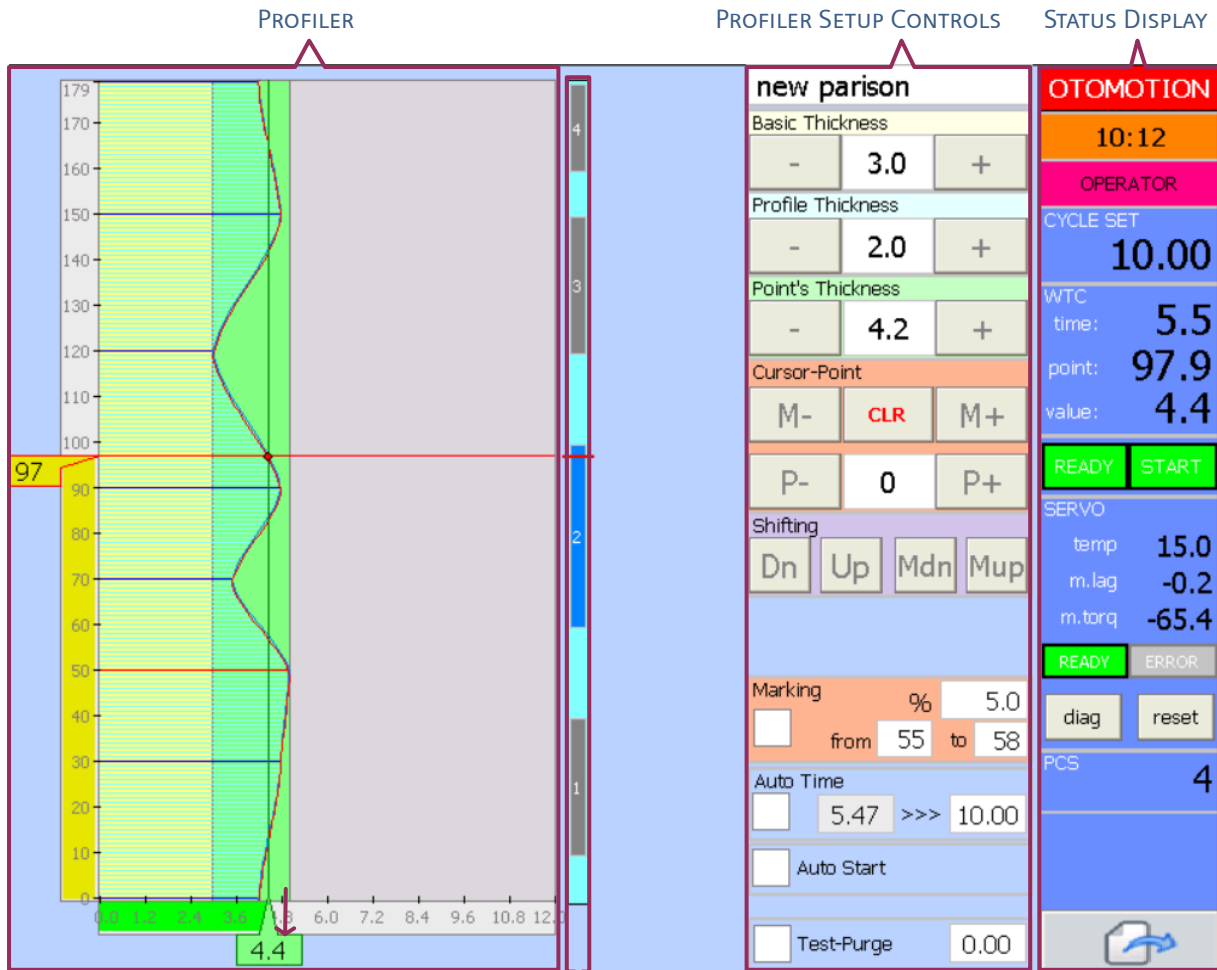 PROFILER
PROFILER SETUP CONTROLS
STATUS DISPLAY
179
170
160
150
140
130
120
110
100
97
90
80
70
60
50
40
30
20
10
0
0.0 1.2 2.4 3.6 4.8 6.0 7.2 8.4 9.6 10.8 12.0
4.4
4
3
2
1
new parison
Basic Thickness
- 3.0 +
Profile Thickness
- 2.0 +
Point's Thickness
- 4.2 +
Cursor-Point
M- CLR M+
P- 0 P+
Shifting
Dn Up Mdn Mup
Marking
% 5.0
from 55 to 58
Auto Time
5.47 >>> 10.00
Auto Start
Test-Purge 0.00
OTOMOTION
10:12
OPERATOR
CYCLE SET
10.00
WTC
time: 5.5
point: 97.9
value: 4.4
READY START
SERVO
temp 15.0
m.lag -0.2
m.torq -65.4
READY ERROR
diag reset
PCS
4